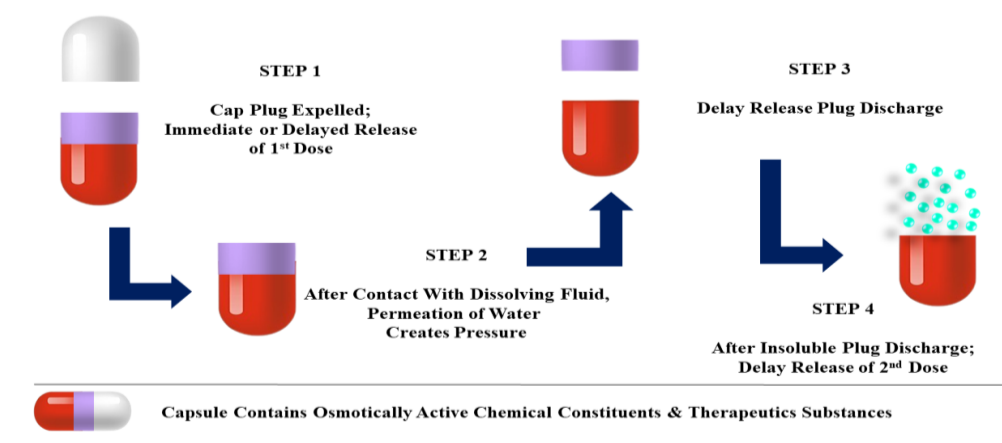 STEP 1
Cap Plug Expelled;
Immediate or Delayed Release
of 1st Dose
STEP 2
After Contact With Dissolving Fluid,
Permeation of Water
Creates Pressure
STEP 3
Delay Release Plug Discharge
STEP 4
After Insoluble Plug Discharge;
Delay Release of 2nd Dose
Capsule Contains Osmotically Active Chemical Constituents & Therapeutics Substances